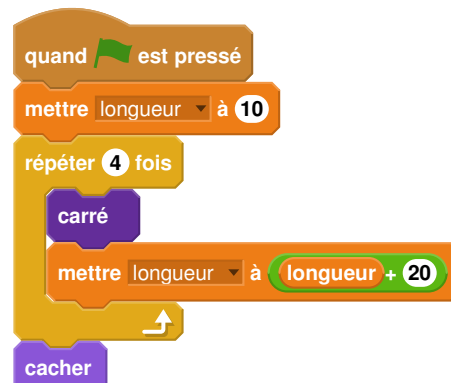 quand est pressé
mettre longueur à 10
répéter 4 fois
carré
mettre longueur à longueur + 20
cacher